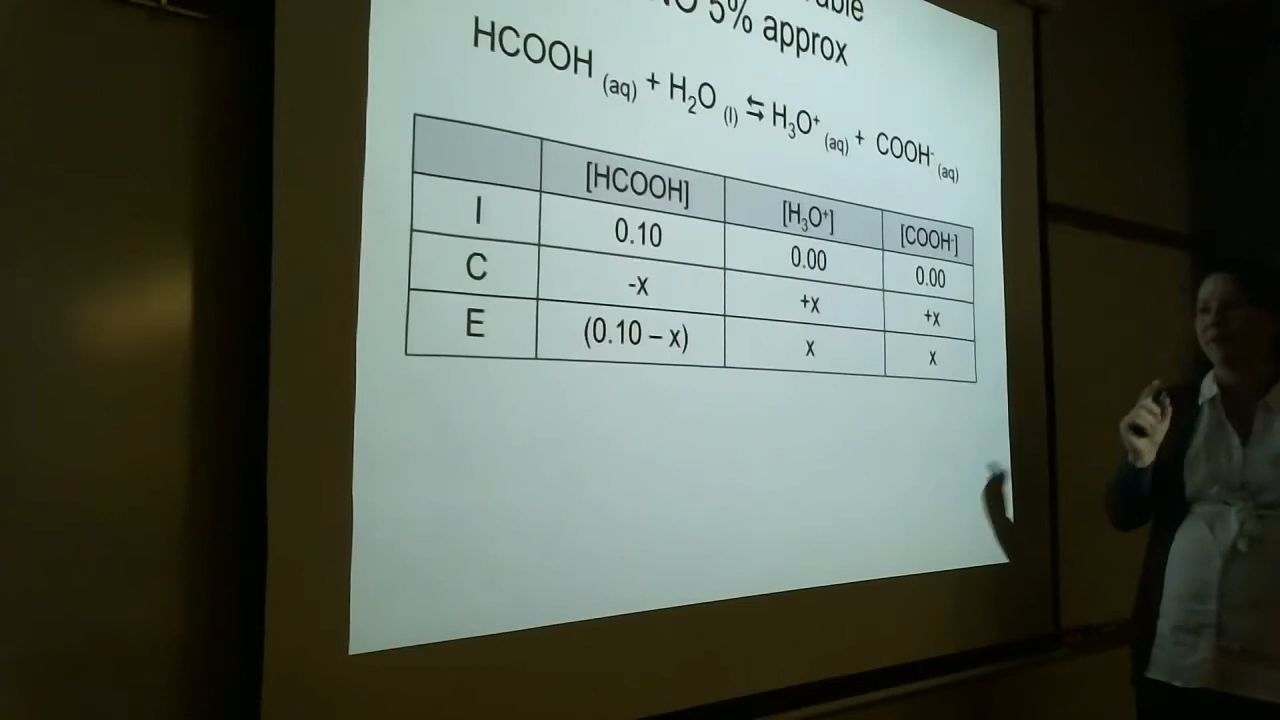 5% approx
HCOOH (aq) + H₂O (l) ⇆ H₃O⁺ (aq) + COOH⁻ (aq)
[HCOOH] [H₃O⁺] [COOH⁻]
I 0.10 0.00 0.00
C -x +x +x
E (0.10 – x) x x